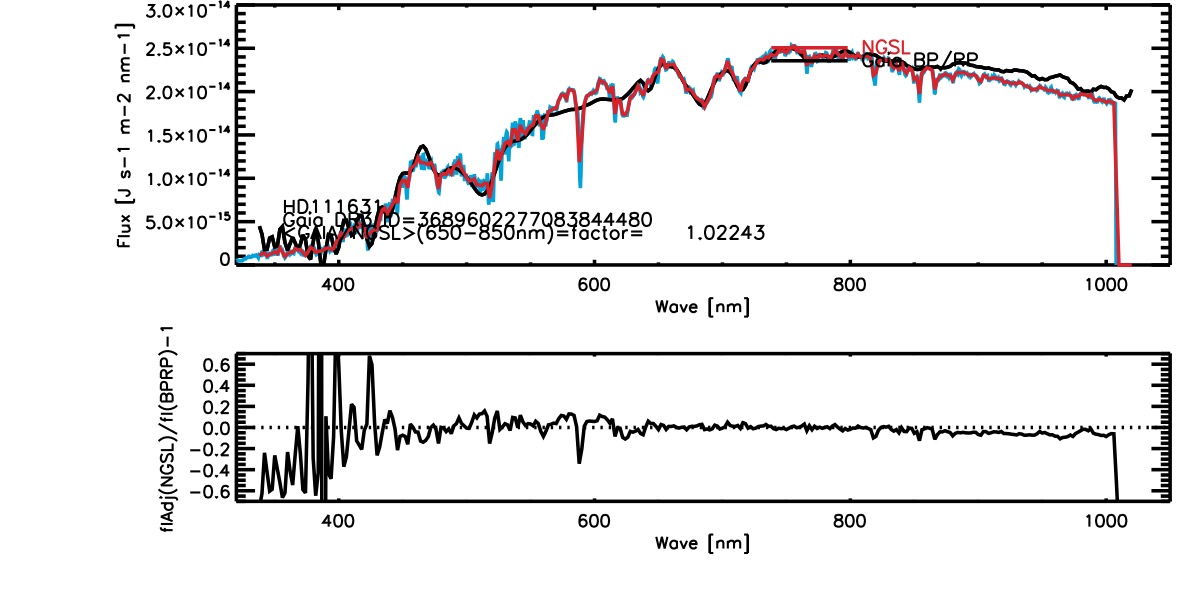 3.0×10⁻¹⁴
2.5×10⁻¹⁴
2.0×10⁻¹⁴
1.5×10⁻¹⁴
1.0×10⁻¹⁴
5.0×10⁻¹⁵
0
Flux [J s−1 m−2 nm−1]
NGSL
Gaia BP/RP
HD111631
Gaia DR3 ID=3689602277083844480
<GAIA/NGSL>(650−850nm)=factor= 1.02243
400 600 800 1000
Wave [nm]
flAdj(NGSL)/fl(BPRP)−1
0.6
0.4
0.2
0.0
−0.2
−0.4
−0.6
400 600 800 1000
Wave [nm]